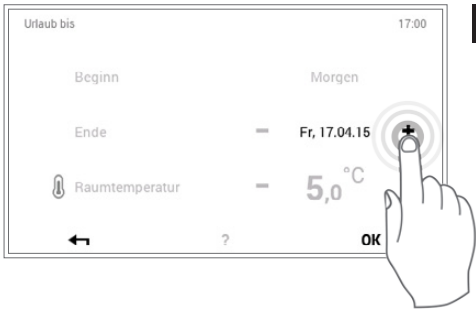 Urlaub bis 17:00
Beginn Morgen
Ende − Fr, 17.04.15 +
Raumtemperatur − 5,0 °C
? OK